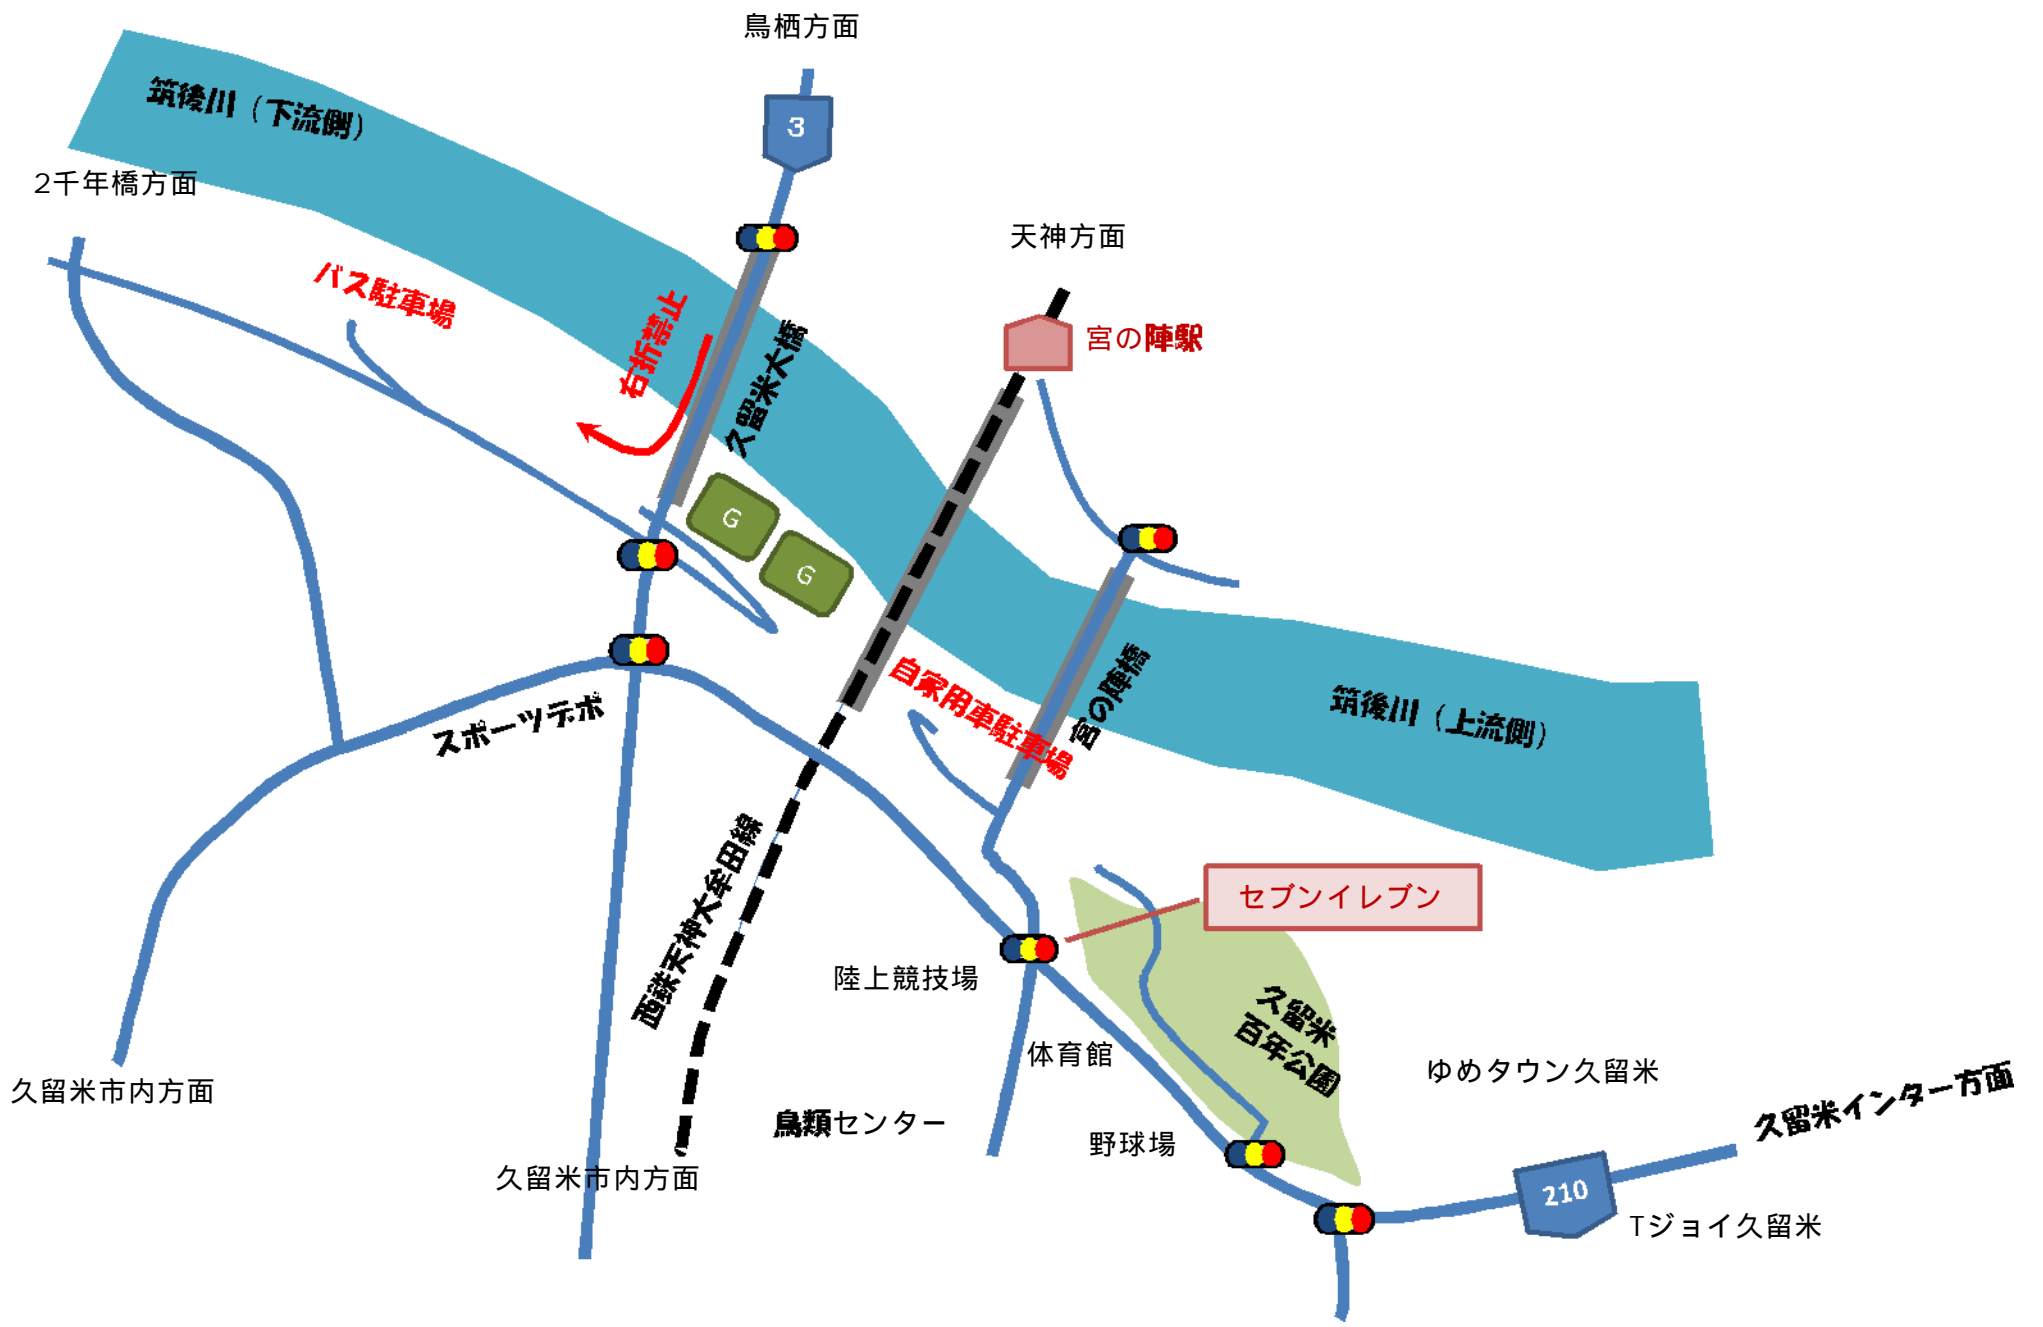 鳥栖方面
筑後川（下流側）
3
2千年橋方面
天神方面
バス駐車場
右折禁止
久留米大橋
宮の陣駅
G
G
自家用車駐車場
宮の陣橋
筑後川（上流側）
スポーツデポ
西鉄天神大牟田線
セブンイレブン
陸上競技場
久留米
百年公園
体育館
ゆめタウン久留米
久留米市内方面
鳥類センター
野球場
久留米インター方面
久留米市内方面
210
Tジョイ久留米